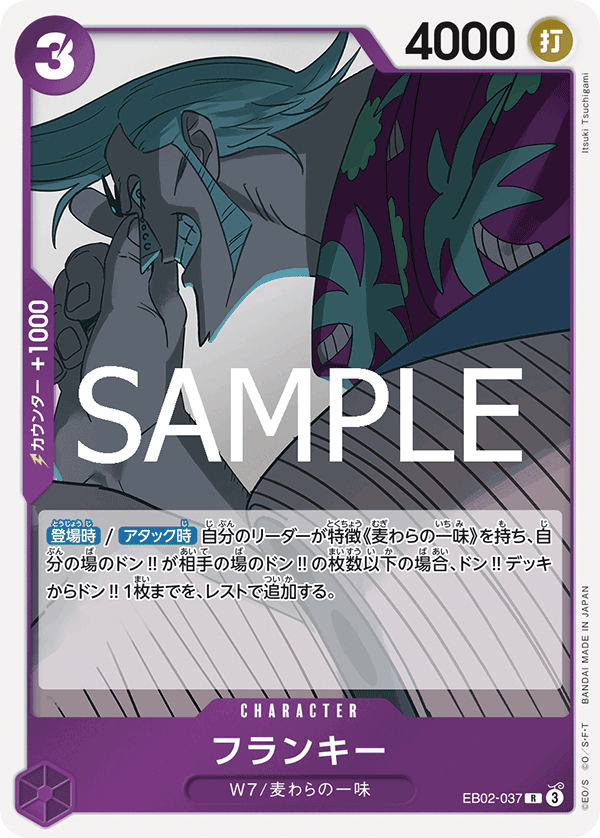 3
4000
打
Itsuki Tsuchigami
カウンター +1000
SAMPLE
登場時 / アタック時 自分のリーダーが特徴《麦わらの一味》を持ち、自
分の場のドン!!が相手の場のドン!!の枚数以下の場合、ドン!!デッキ
からドン!!1枚までを、レストで追加する。
CHARACTER
フランキー
W7/麦わらの一味
EB02-037 R 3
©E.O/S ©O/S・F・T BANDAI MADE IN JAPAN